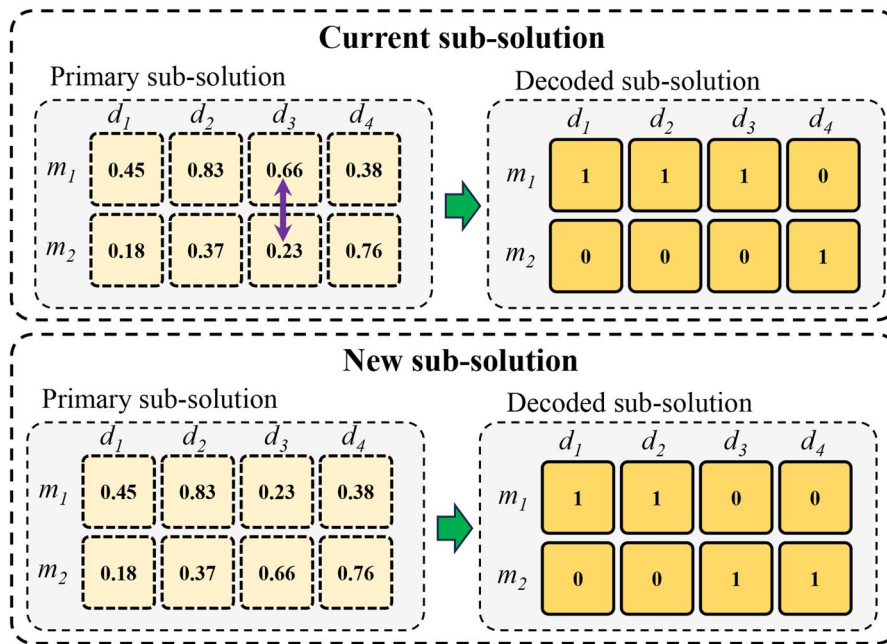 Current sub-solution
Primary sub-solution Decoded sub-solution
d1 d2 d3 d4 d1 d2 d3 d4
m1 0.45 0.83 0.66 0.38 m1 1 1 1 0
m2 0.18 0.37 0.23 0.76 m2 0 0 0 1
New sub-solution
Primary sub-solution Decoded sub-solution
d1 d2 d3 d4 d1 d2 d3 d4
m1 0.45 0.83 0.23 0.38 m1 1 1 0 0
m2 0.18 0.37 0.66 0.76 m2 0 0 1 1